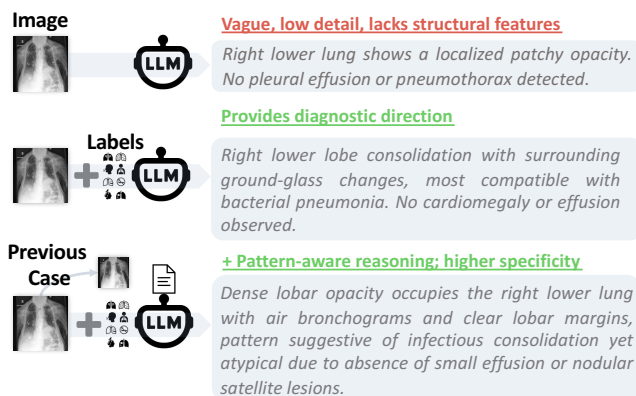 Image
Vague, low detail, lacks structural features
LLM
Right lower lung shows a localized patchy opacity.
No pleural effusion or pneumothorax detected.
Provides diagnostic direction
Labels
LLM
Right lower lobe consolidation with surrounding
ground-glass changes, most compatible with
bacterial pneumonia. No cardiomegaly or effusion
observed.
Previous
Case
+ Pattern-aware reasoning; higher specificity
LLM
Dense lobar opacity occupies the right lower lung
with air bronchograms and clear lobar margins,
pattern suggestive of infectious consolidation yet
atypical due to absence of small effusion or nodular
satellite lesions.